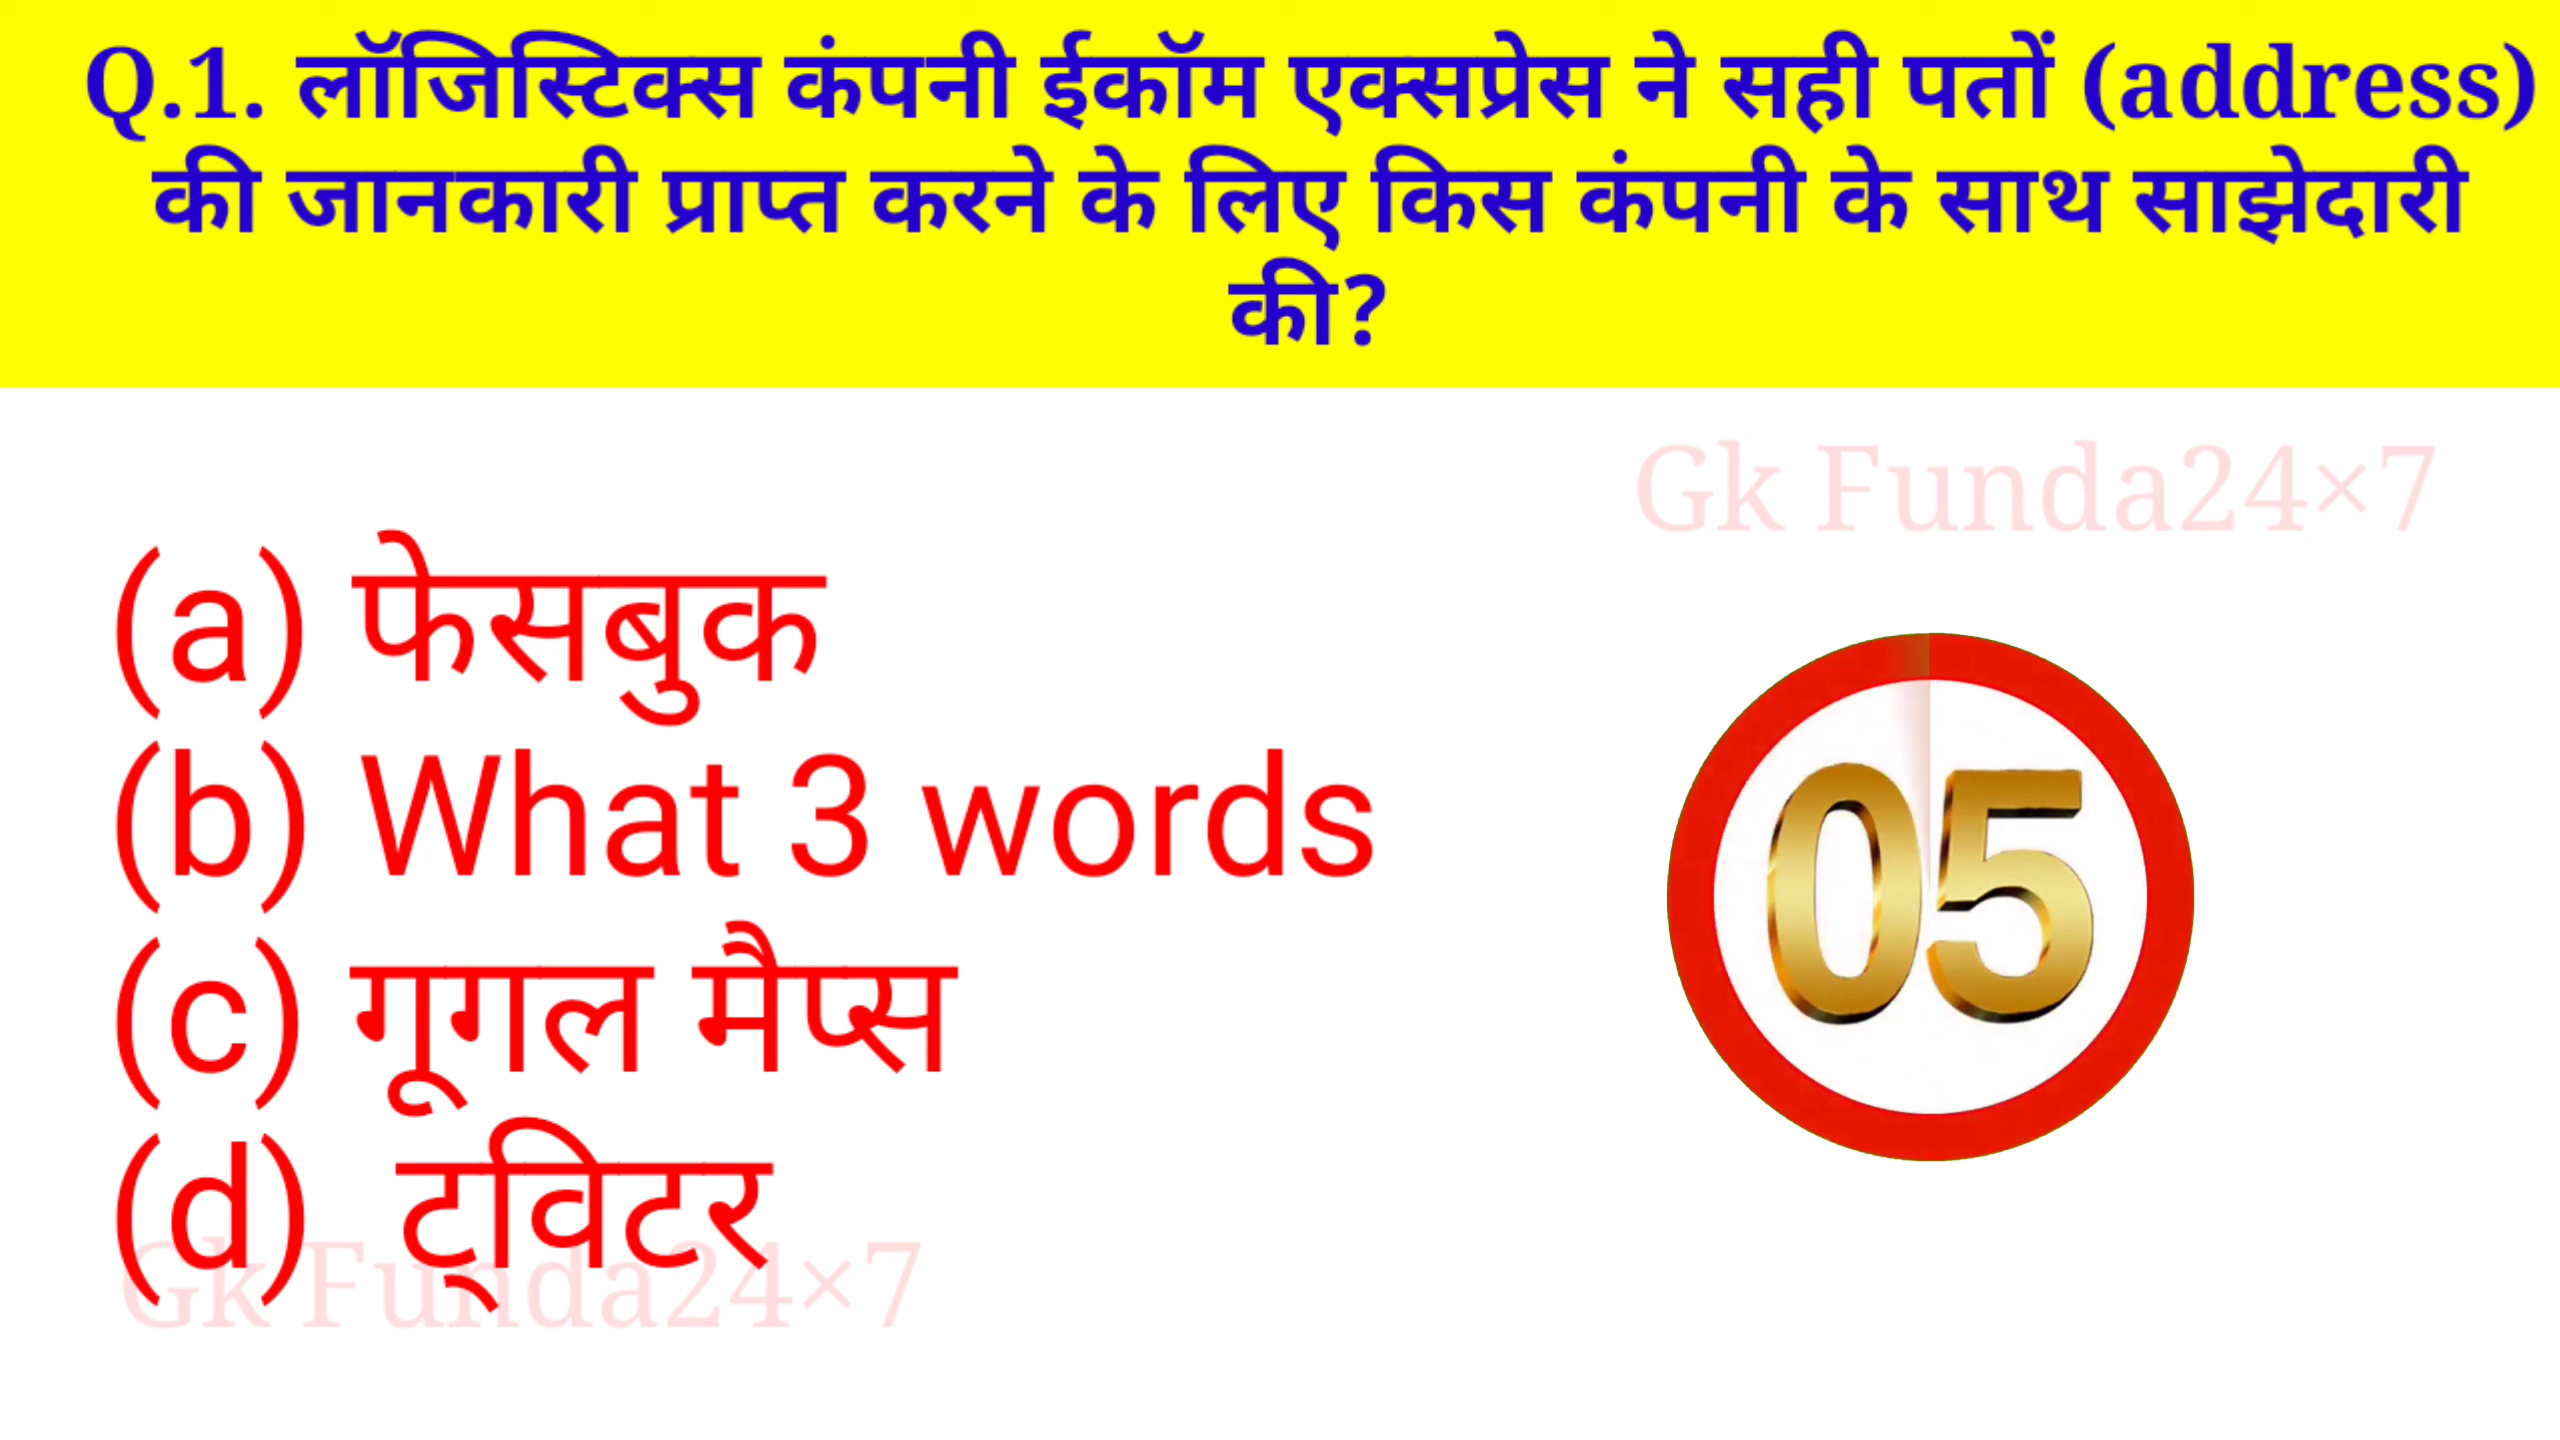 Q.1. लॉजिस्टिक्स कंपनी ईकॉम एक्सप्रेस ने सही पतों (address)
की जानकारी प्राप्त करने के लिए किस कंपनी के साथ साझेदारी
की?
Gk Funda24×7
(a) फेसबुक
(b) What 3 words
(c) गूगल मैप्स
(d) ट्विटर
05
Gk Funda24×7